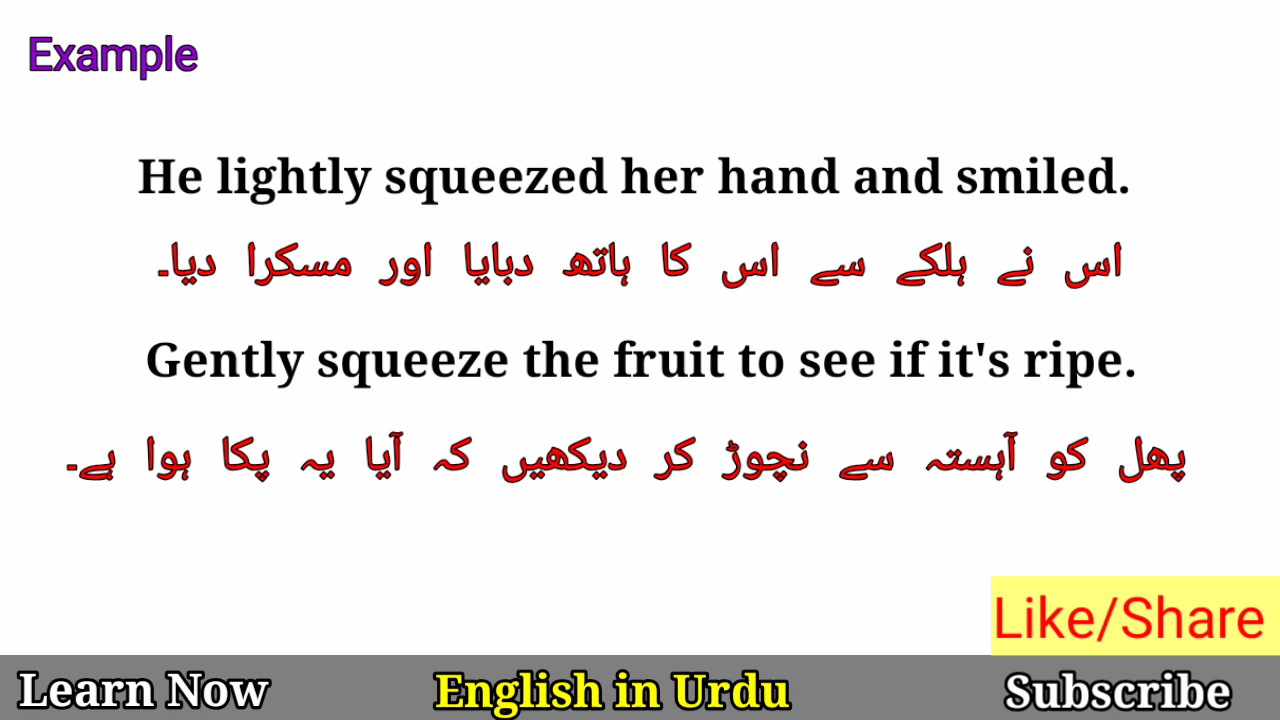 Example
He lightly squeezed her hand and smiled.
اس نے ہلکے سے اس کا ہاتھ دبایا اور مسکرا دیا۔
Gently squeeze the fruit to see if it's ripe.
پھل کو آہستہ سے نچوڑ کر دیکھیں کہ آیا یہ پکا ہوا ہے۔
Like/Share
Learn Now English in Urdu Subscribe